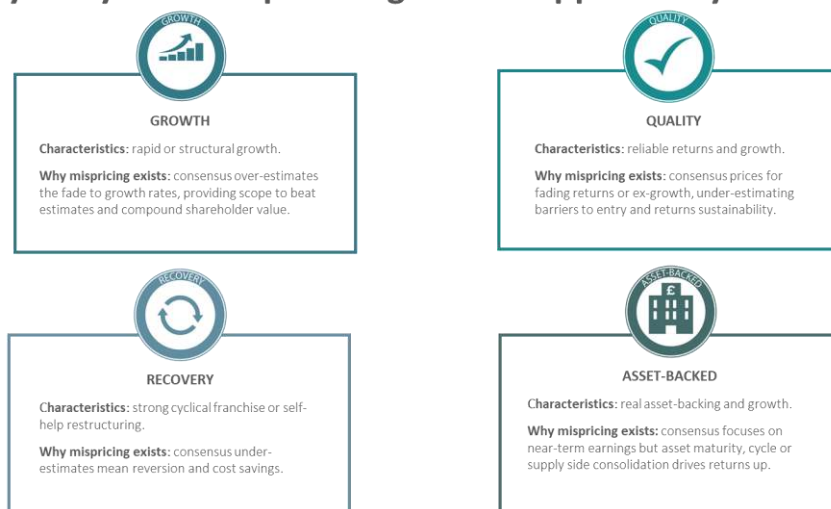 GROWTH
GROWTH
Characteristics: rapid or structural growth.
Why mispricing exists: consensus over-estimates
the fade to growth rates, providing scope to beat
estimates and compound shareholder value.
QUALITY
QUALITY
Characteristics: reliable returns and growth.
Why mispricing exists: consensus prices for
fading returns or ex-growth, under-estimating
barriers to entry and returns sustainability.
RECOVERY
RECOVERY
Characteristics: strong cyclical franchise or self-
help restructuring.
Why mispricing exists: consensus under-
estimates mean reversion and cost savings.
ASSET-BACKED
£
ASSET-BACKED
Characteristics: real asset-backing and growth.
Why mispricing exists: consensus focuses on
near-term earnings but asset maturity, cycle or
supply side consolidation drives returns up.